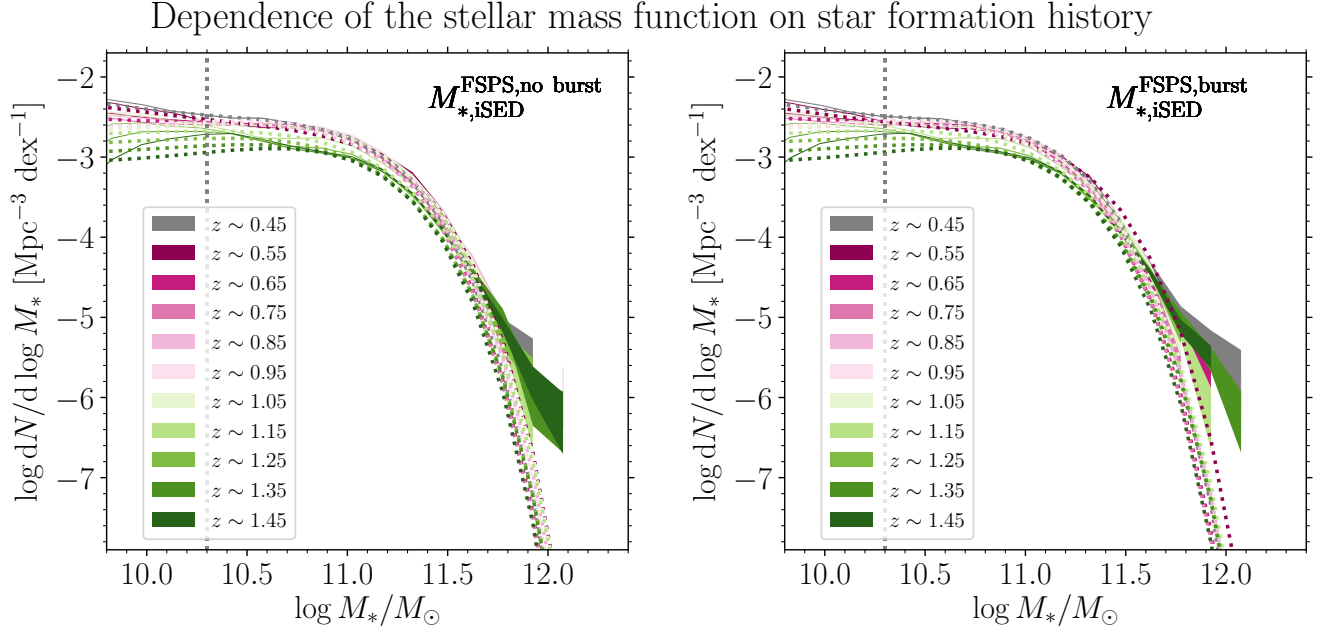 Dependence of the stellar mass function on star formation history
−2
−3
−4
−5
−6
−7
log dN/d log M∗ [Mpc−3 dex−1]
M∗,iSED FSPS,no burst
z ∼ 0.45
z ∼ 0.55
z ∼ 0.65
z ∼ 0.75
z ∼ 0.85
z ∼ 0.95
z ∼ 1.05
z ∼ 1.15
z ∼ 1.25
z ∼ 1.35
z ∼ 1.45
10.0 10.5 11.0 11.5 12.0
log M∗/M⊙
−2
−3
−4
−5
−6
−7
log dN/d log M∗ [Mpc−3 dex−1]
M∗,iSED FSPS,burst
z ∼ 0.45
z ∼ 0.55
z ∼ 0.65
z ∼ 0.75
z ∼ 0.85
z ∼ 0.95
z ∼ 1.05
z ∼ 1.15
z ∼ 1.25
z ∼ 1.35
z ∼ 1.45
10.0 10.5 11.0 11.5 12.0
log M∗/M⊙